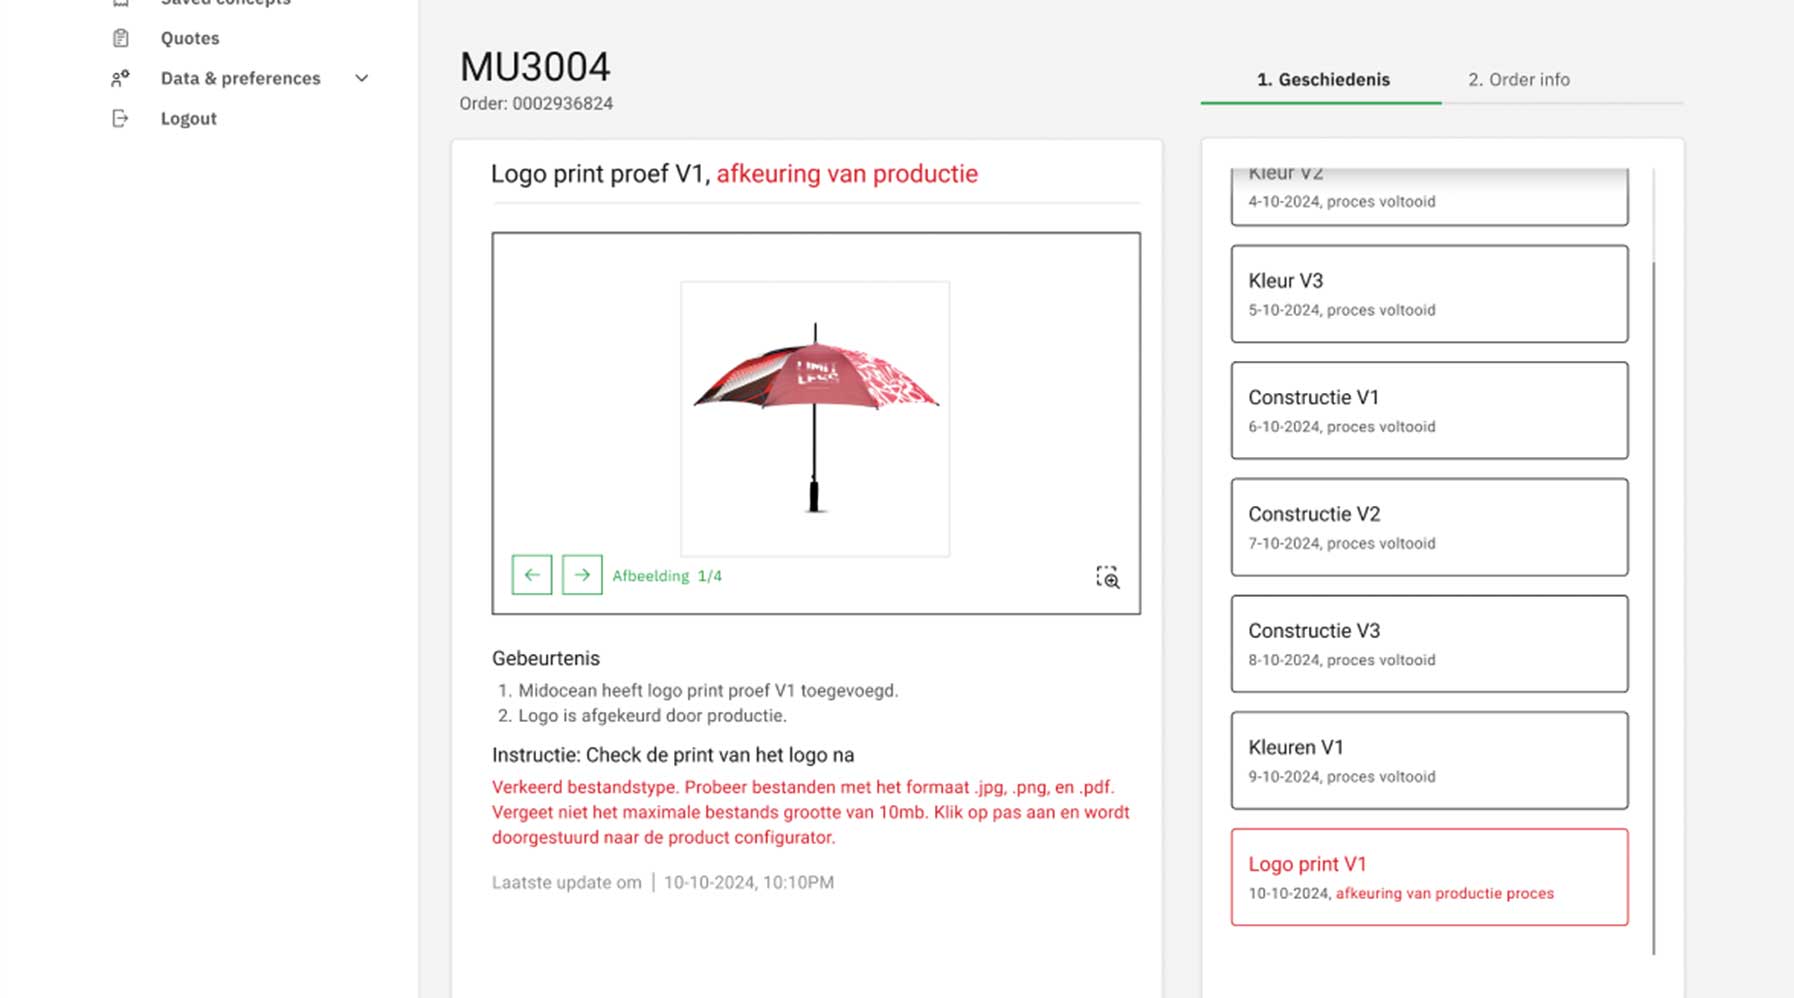 Saved concepts
Quotes
Data & preferences
Logout
MU3004
Order: 0002936824
1. Geschiedenis
2. Order info
Logo print proef V1, afkeuring van productie
LIMIT
LESS
Afbeelding 1/4
Gebeurtenis
1. Midocean heeft logo print proef V1 toegevoegd.
2. Logo is afgekeurd door productie.
Instructie: Check de print van het logo na
Verkeerd bestandstype. Probeer bestanden met het formaat .jpg, .png, en .pdf.
Vergeet niet het maximale bestands grootte van 10mb. Klik op pas aan en wordt
doorgestuurd naar de product configurator.
Laatste update om | 10-10-2024, 10:10PM
Kleur V2
4-10-2024, proces voltooid
Kleur V3
5-10-2024, proces voltooid
Constructie V1
6-10-2024, proces voltooid
Constructie V2
7-10-2024, proces voltooid
Constructie V3
8-10-2024, proces voltooid
Kleuren V1
9-10-2024, proces voltooid
Logo print V1
10-10-2024, afkeuring van productie proces